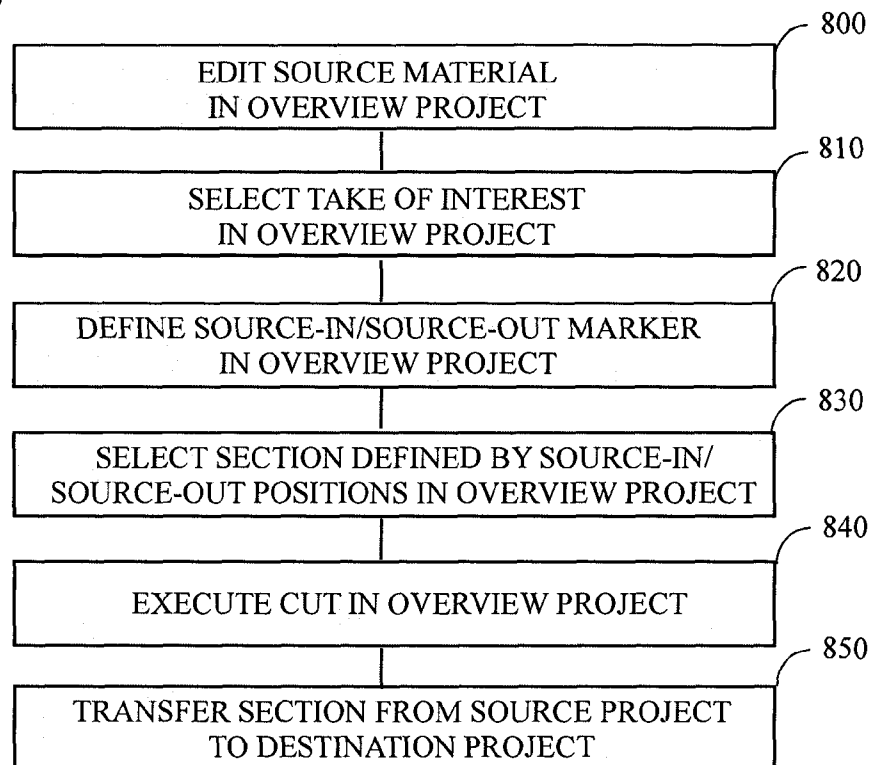 800
EDIT SOURCE MATERIAL
IN OVERVIEW PROJECT
810
SELECT TAKE OF INTEREST
IN OVERVIEW PROJECT
820
DEFINE SOURCE-IN/SOURCE-OUT MARKER
IN OVERVIEW PROJECT
830
SELECT SECTION DEFINED BY SOURCE-IN/
SOURCE-OUT POSITIONS IN OVERVIEW PROJECT
840
EXECUTE CUT IN OVERVIEW PROJECT
850
TRANSFER SECTION FROM SOURCE PROJECT
TO DESTINATION PROJECT